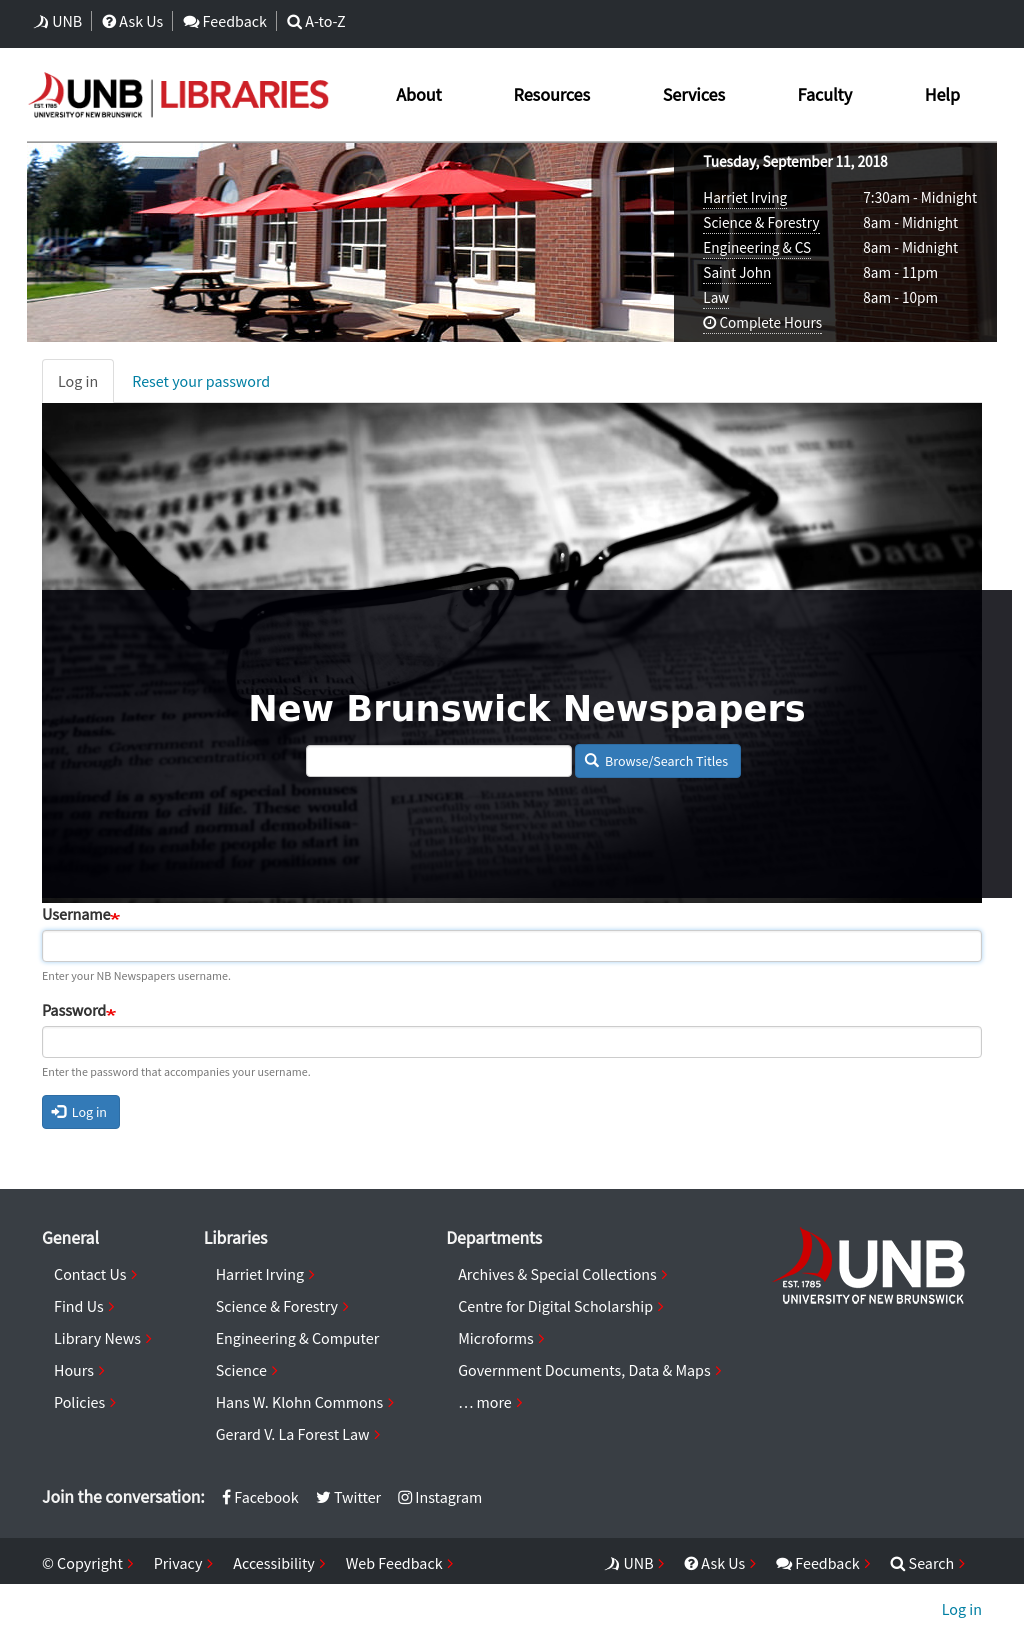 UNB
Ask Us
Feedback
A-to-Z
EST. 1785
UNB
UNIVERSITY OF NEW BRUNSWICK
LIBRARIES
About
Resources
Services
Faculty
Help
Tuesday, September 11, 2018
Harriet Irving 7:30am - Midnight
Science & Forestry 8am - Midnight
Engineering & CS 8am - Midnight
Saint John 8am - 11pm
Law 8am - 10pm
Complete Hours
Log in
Reset your password
Daily Telegraph
CONSCRIPTION
WAR
General
Data
New Brunswick Newspapers
Browse/Search Titles
Username*
Enter your NB Newspapers username.
Password*
Enter the password that accompanies your username.
Log in
General
Contact Us
Find Us
Library News
Hours
Policies
Libraries
Harriet Irving
Science & Forestry
Engineering & Computer
Science
Hans W. Klohn Commons
Gerard V. La Forest Law
Departments
Archives & Special Collections
Centre for Digital Scholarship
Microforms
Government Documents, Data & Maps
… more
EST. 1785
UNB
UNIVERSITY OF NEW BRUNSWICK
Join the conversation:
Facebook
Twitter
Instagram
© Copyright
Privacy
Accessibility
Web Feedback
UNB
Ask Us
Feedback
Search
Log in